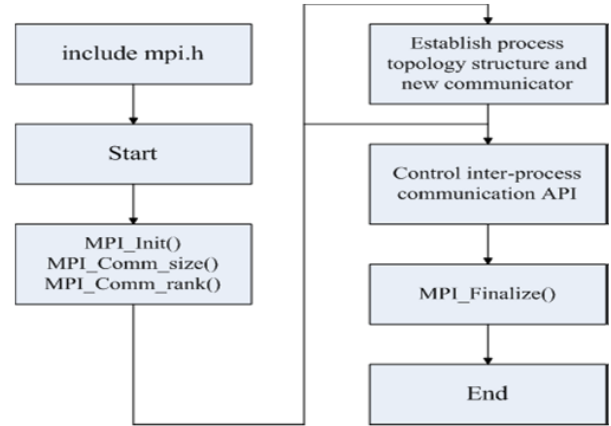 include mpi.h
Start
MPI_Init()
MPI_Comm_size()
MPI_Comm_rank()
Establish process
topology structure and
new communicator
Control inter-process
communication API
MPI_Finalize()
End